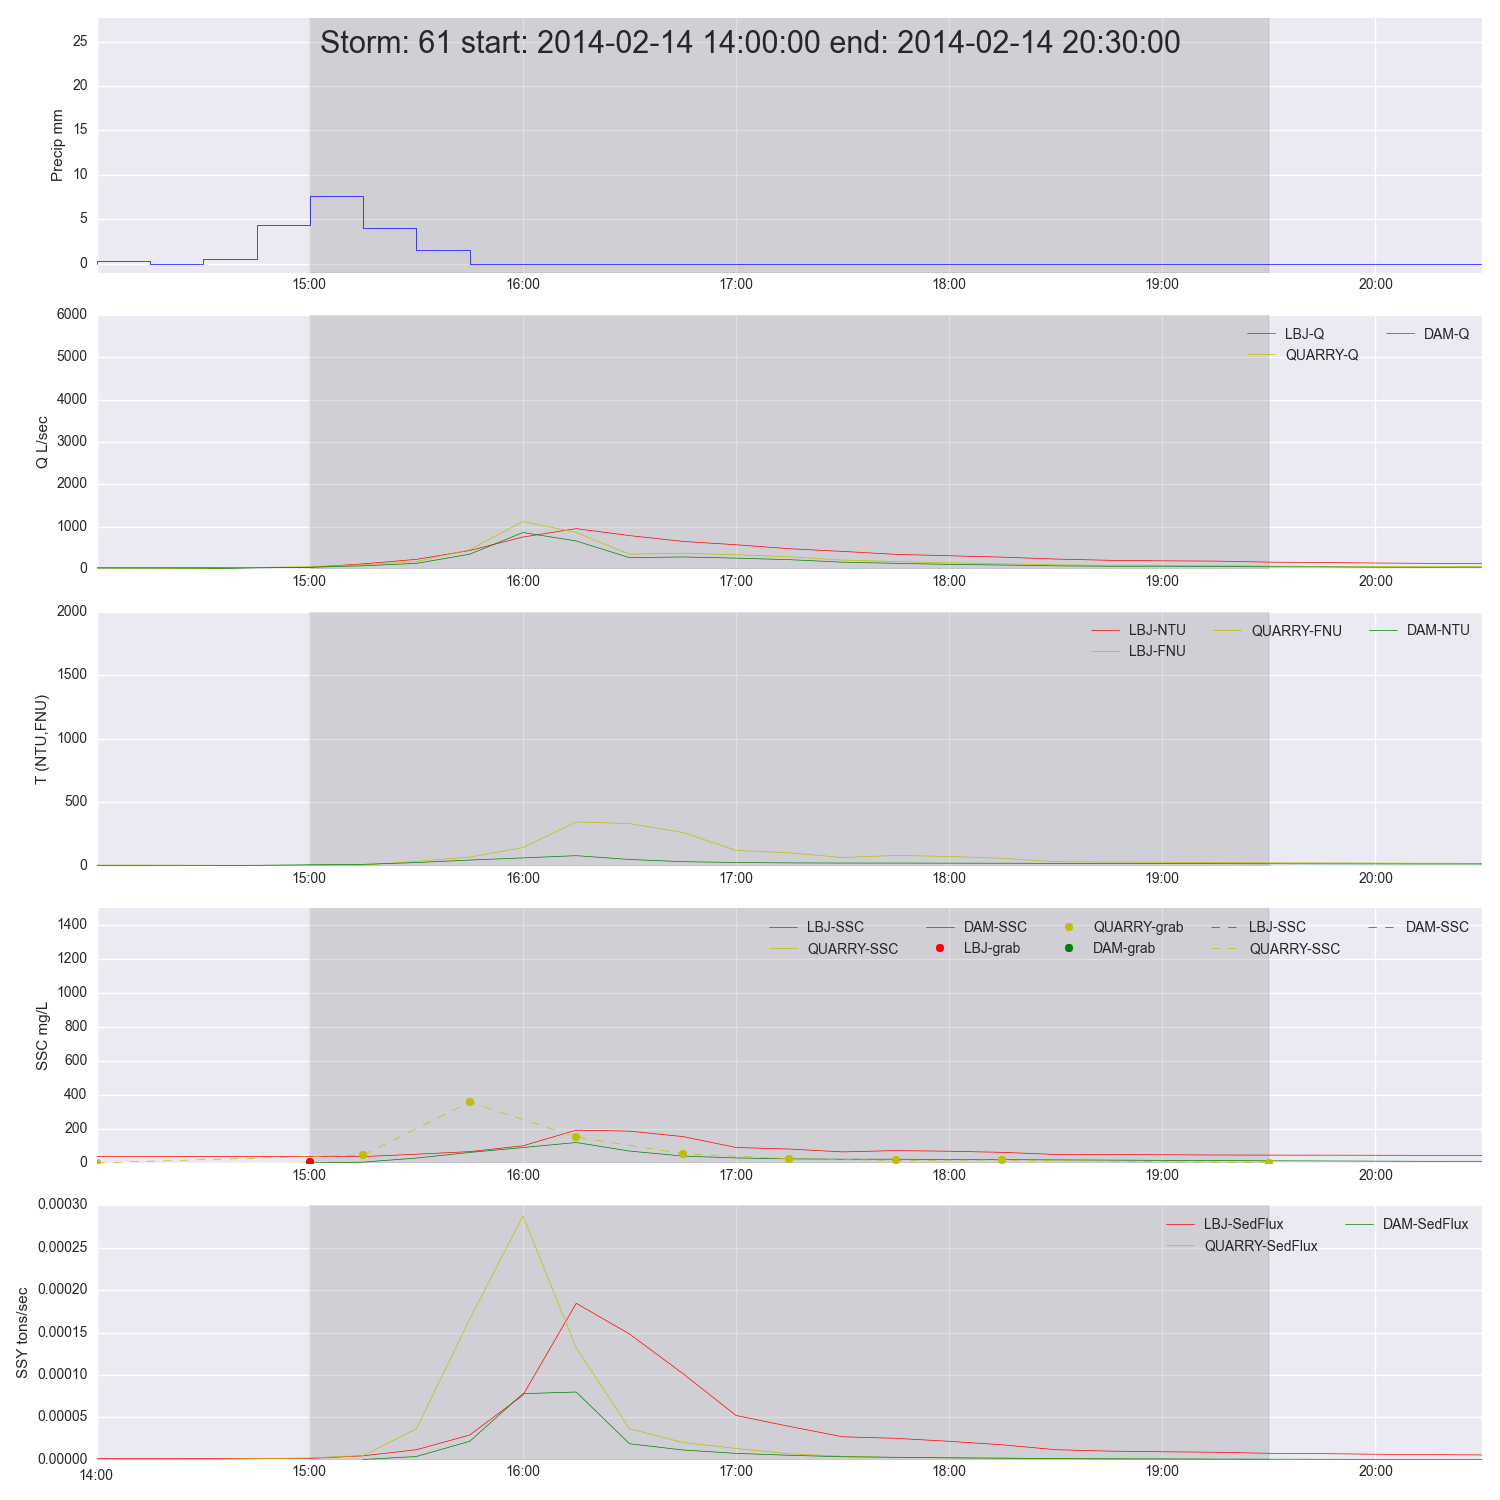 Storm: 61 start: 2014-02-14 14:00:00 end: 2014-02-14 20:30:00
Precip mm
25
20
15
10
5
0
15:00 16:00 17:00 18:00 19:00 20:00
Q L/sec
6000
5000
4000
3000
2000
1000
0
LBJ-Q DAM-Q
QUARRY-Q
15:00 16:00 17:00 18:00 19:00 20:00
T (NTU,FNU)
2000
1500
1000
500
0
LBJ-NTU QUARRY-FNU DAM-NTU
LBJ-FNU
15:00 16:00 17:00 18:00 19:00 20:00
SSC mg/L
1400
1200
1000
800
600
400
200
0
LBJ-SSC DAM-SSC QUARRY-grab LBJ-SSC DAM-SSC
QUARRY-SSC LBJ-grab DAM-grab QUARRY-SSC
15:00 16:00 17:00 18:00 19:00 20:00
SSY tons/sec
0.00030
0.00025
0.00020
0.00015
0.00010
0.00005
0.00000
LBJ-SedFlux DAM-SedFlux
QUARRY-SedFlux
14:00 15:00 16:00 17:00 18:00 19:00 20:00